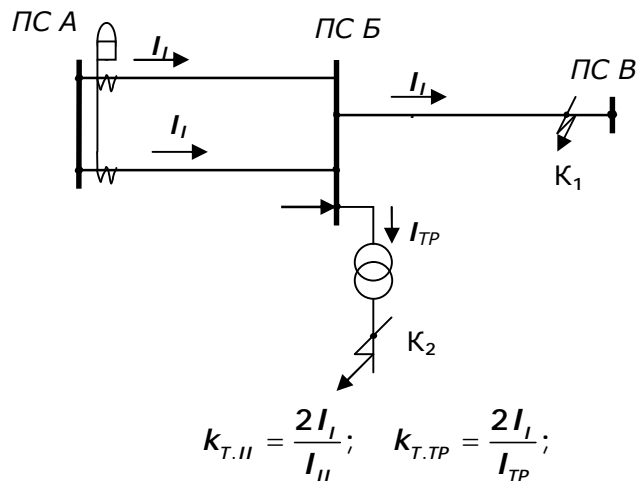 ПС А
ПС Б
ПС В
I_I
I_I
I_I
К₁
I_ТР
К₂
k_Т.II = 2I_I / I_II ; k_Т.ТР = 2I_I / I_ТР ;